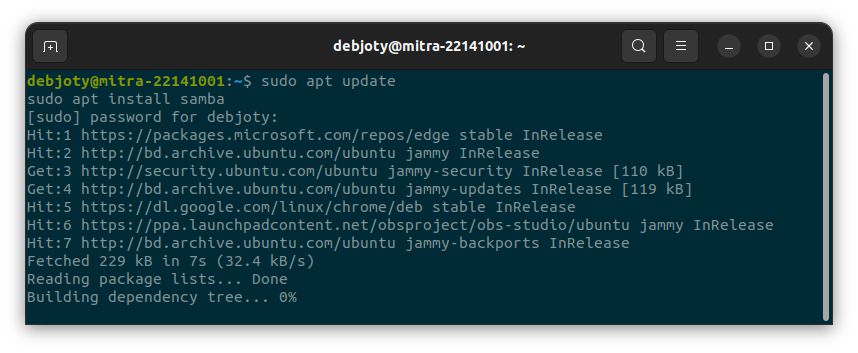 debjoty@mitra-22141001: ~
debjoty@mitra-22141001:~$ sudo apt update
sudo apt install samba
[sudo] password for debjoty:
Hit:1 https://packages.microsoft.com/repos/edge stable InRelease
Hit:2 http://bd.archive.ubuntu.com/ubuntu jammy InRelease
Get:3 http://security.ubuntu.com/ubuntu jammy-security InRelease [110 kB]
Get:4 http://bd.archive.ubuntu.com/ubuntu jammy-updates InRelease [119 kB]
Hit:5 https://dl.google.com/linux/chrome/deb stable InRelease
Hit:6 https://ppa.launchpadcontent.net/obsproject/obs-studio/ubuntu jammy InRelease
Hit:7 http://bd.archive.ubuntu.com/ubuntu jammy-backports InRelease
Fetched 229 kB in 7s (32.4 kB/s)
Reading package lists... Done
Building dependency tree... 0%